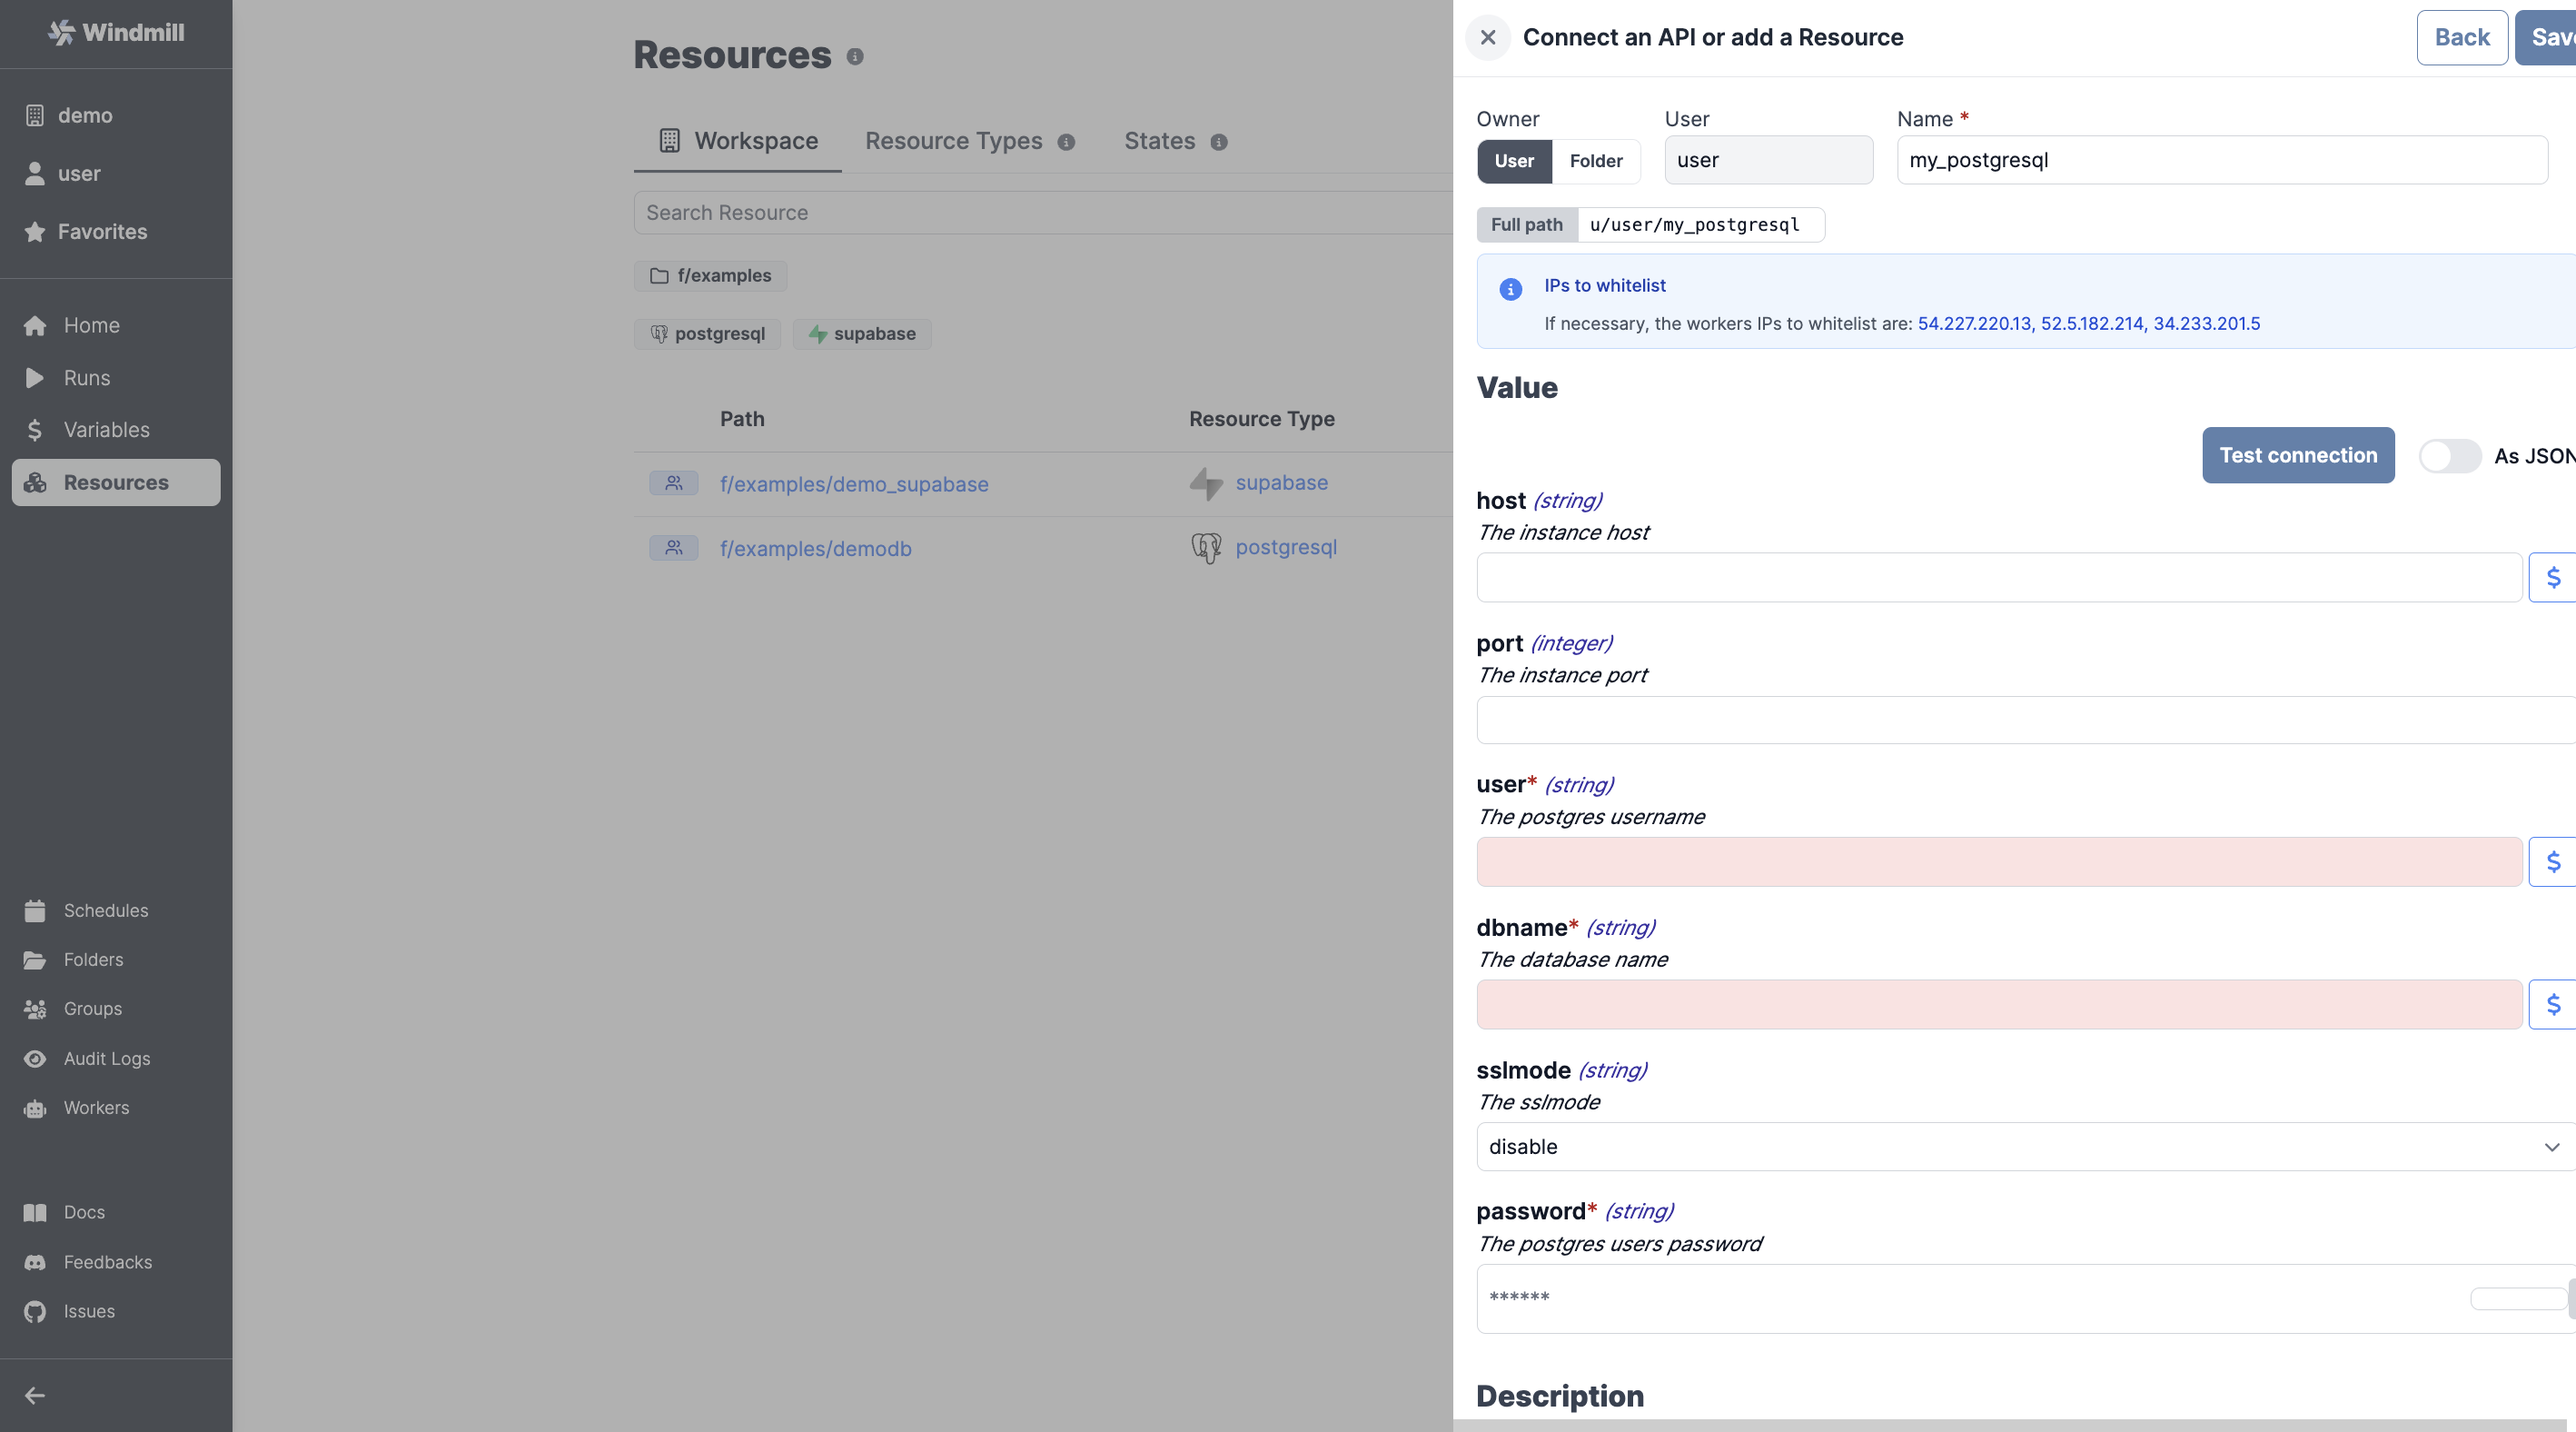 Windmill
demo
user
Favorites
Home
Runs
Variables
Resources
Schedules
Folders
Groups
Audit Logs
Workers
Docs
Feedbacks
Issues
Resources
Workspace Resource Types States
Search Resource
f/examples
postgresql supabase
Path Resource Type
f/examples/demo_supabase supabase
f/examples/demodb postgresql
Connect an API or add a Resource Back Save
Owner User Name *
User Folder user my_postgresql
Full path u/user/my_postgresql
IPs to whitelist
If necessary, the workers IPs to whitelist are: 54.227.220.13, 52.5.182.214, 34.233.201.5
Value
Test connection As JSON
host (string)
The instance host
$
port (integer)
The instance port
user* (string)
The postgres username
$
dbname* (string)
The database name
$
sslmode (string)
The sslmode
disable
password* (string)
The postgres users password
******
Description